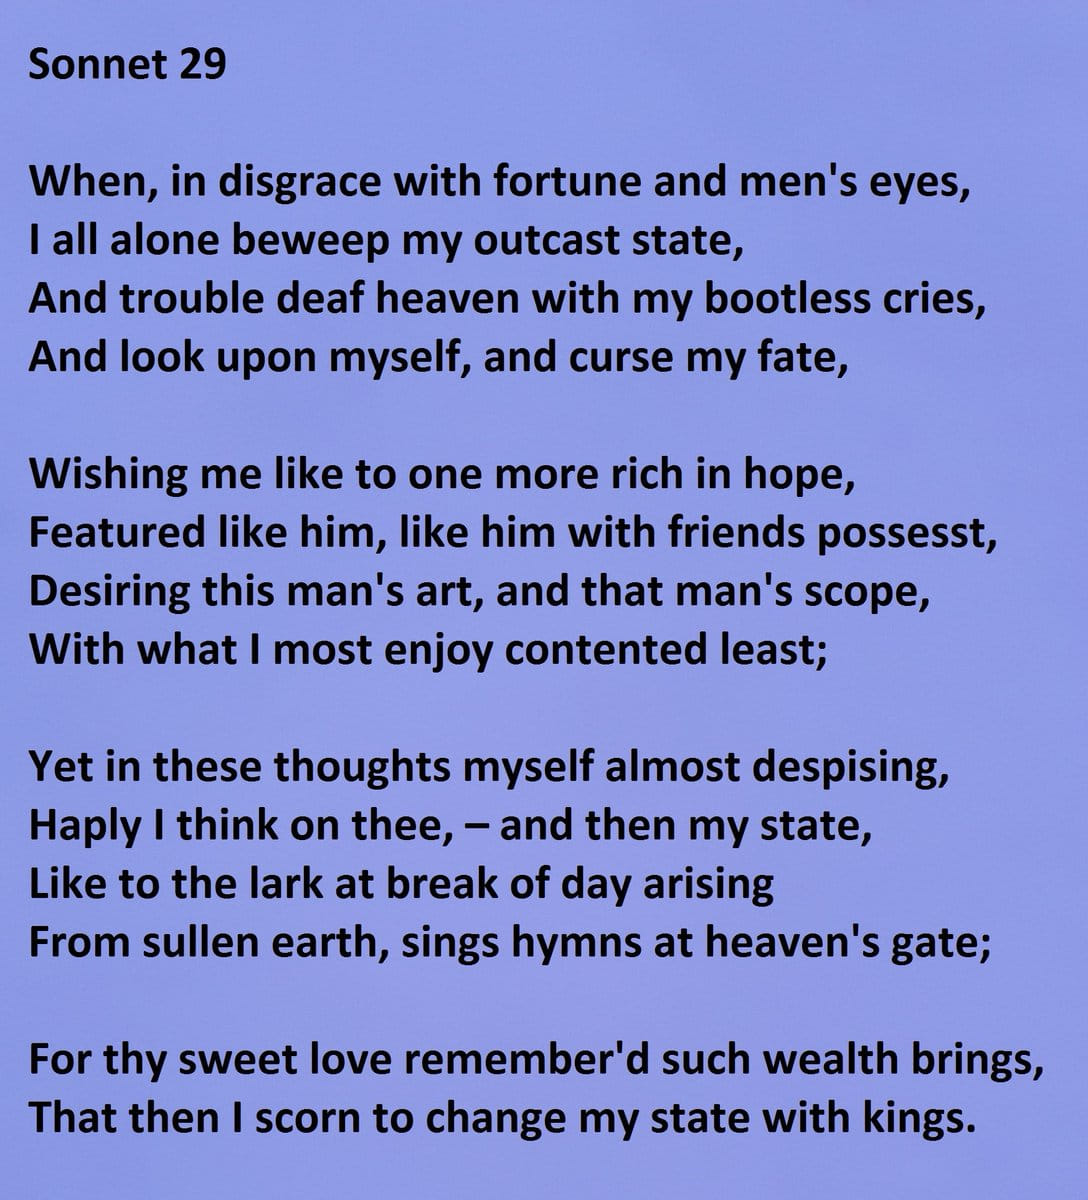 Sonnet 29
When, in disgrace with fortune and men's eyes,
I all alone beweep my outcast state,
And trouble deaf heaven with my bootless cries,
And look upon myself, and curse my fate,
Wishing me like to one more rich in hope,
Featured like him, like him with friends possesst,
Desiring this man's art, and that man's scope,
With what I most enjoy contented least;
Yet in these thoughts myself almost despising,
Haply I think on thee, – and then my state,
Like to the lark at break of day arising
From sullen earth, sings hymns at heaven's gate;
For thy sweet love remember'd such wealth brings,
That then I scorn to change my state with kings.